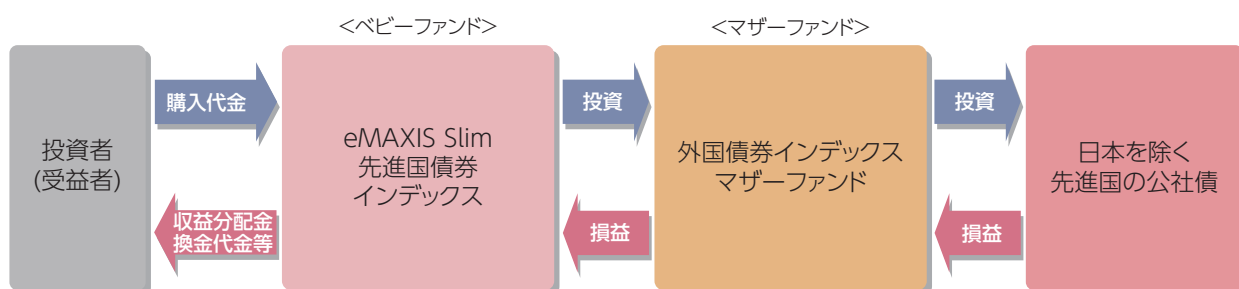 <ベビーファンド>
<マザーファンド>
投資者
(受益者)
購入代金
収益分配金
換金代金等
eMAXIS Slim
先進国債券
インデックス
投資
損益
外国債券インデックス
マザーファンド
投資
損益
日本を除く
先進国の公社債